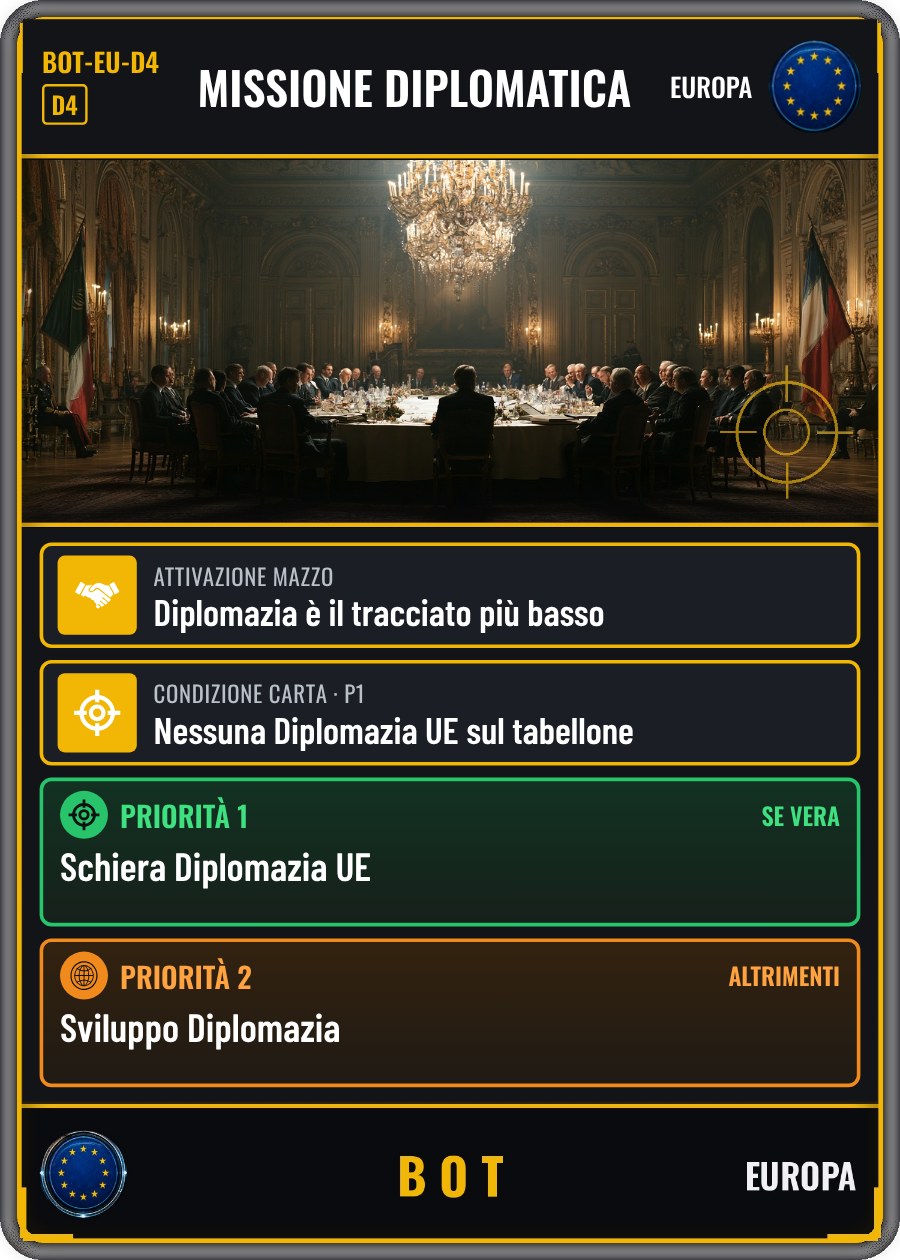 BOT-EU-D4
D4
MISSIONE DIPLOMATICA
EUROPA
ATTIVAZIONE MAZZO
Diplomazia è il tracciato più basso
CONDIZIONE CARTA · P1
Nessuna Diplomazia UE sul tabellone
PRIORITÀ 1
SE VERA
Schiera Diplomazia UE
PRIORITÀ 2
ALTRIMENTI
Sviluppo Diplomazia
BOT
EUROPA